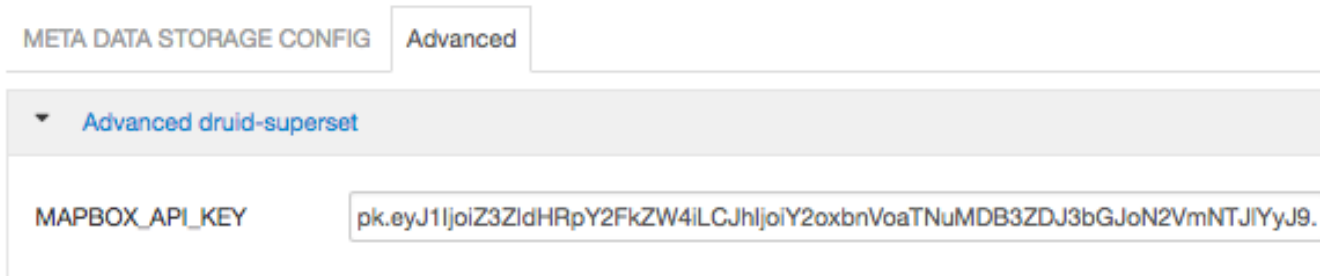 META DATA STORAGE CONFIG Advanced
Advanced druid-superset
MAPBOX_API_KEY pk.eyJ1IjoiZ3ZldHRpY2FkZW4iLCJhIjoiY2oxbnVoaTNuMDB3ZDJ3bGJoN2VmNTJlYyJ9.